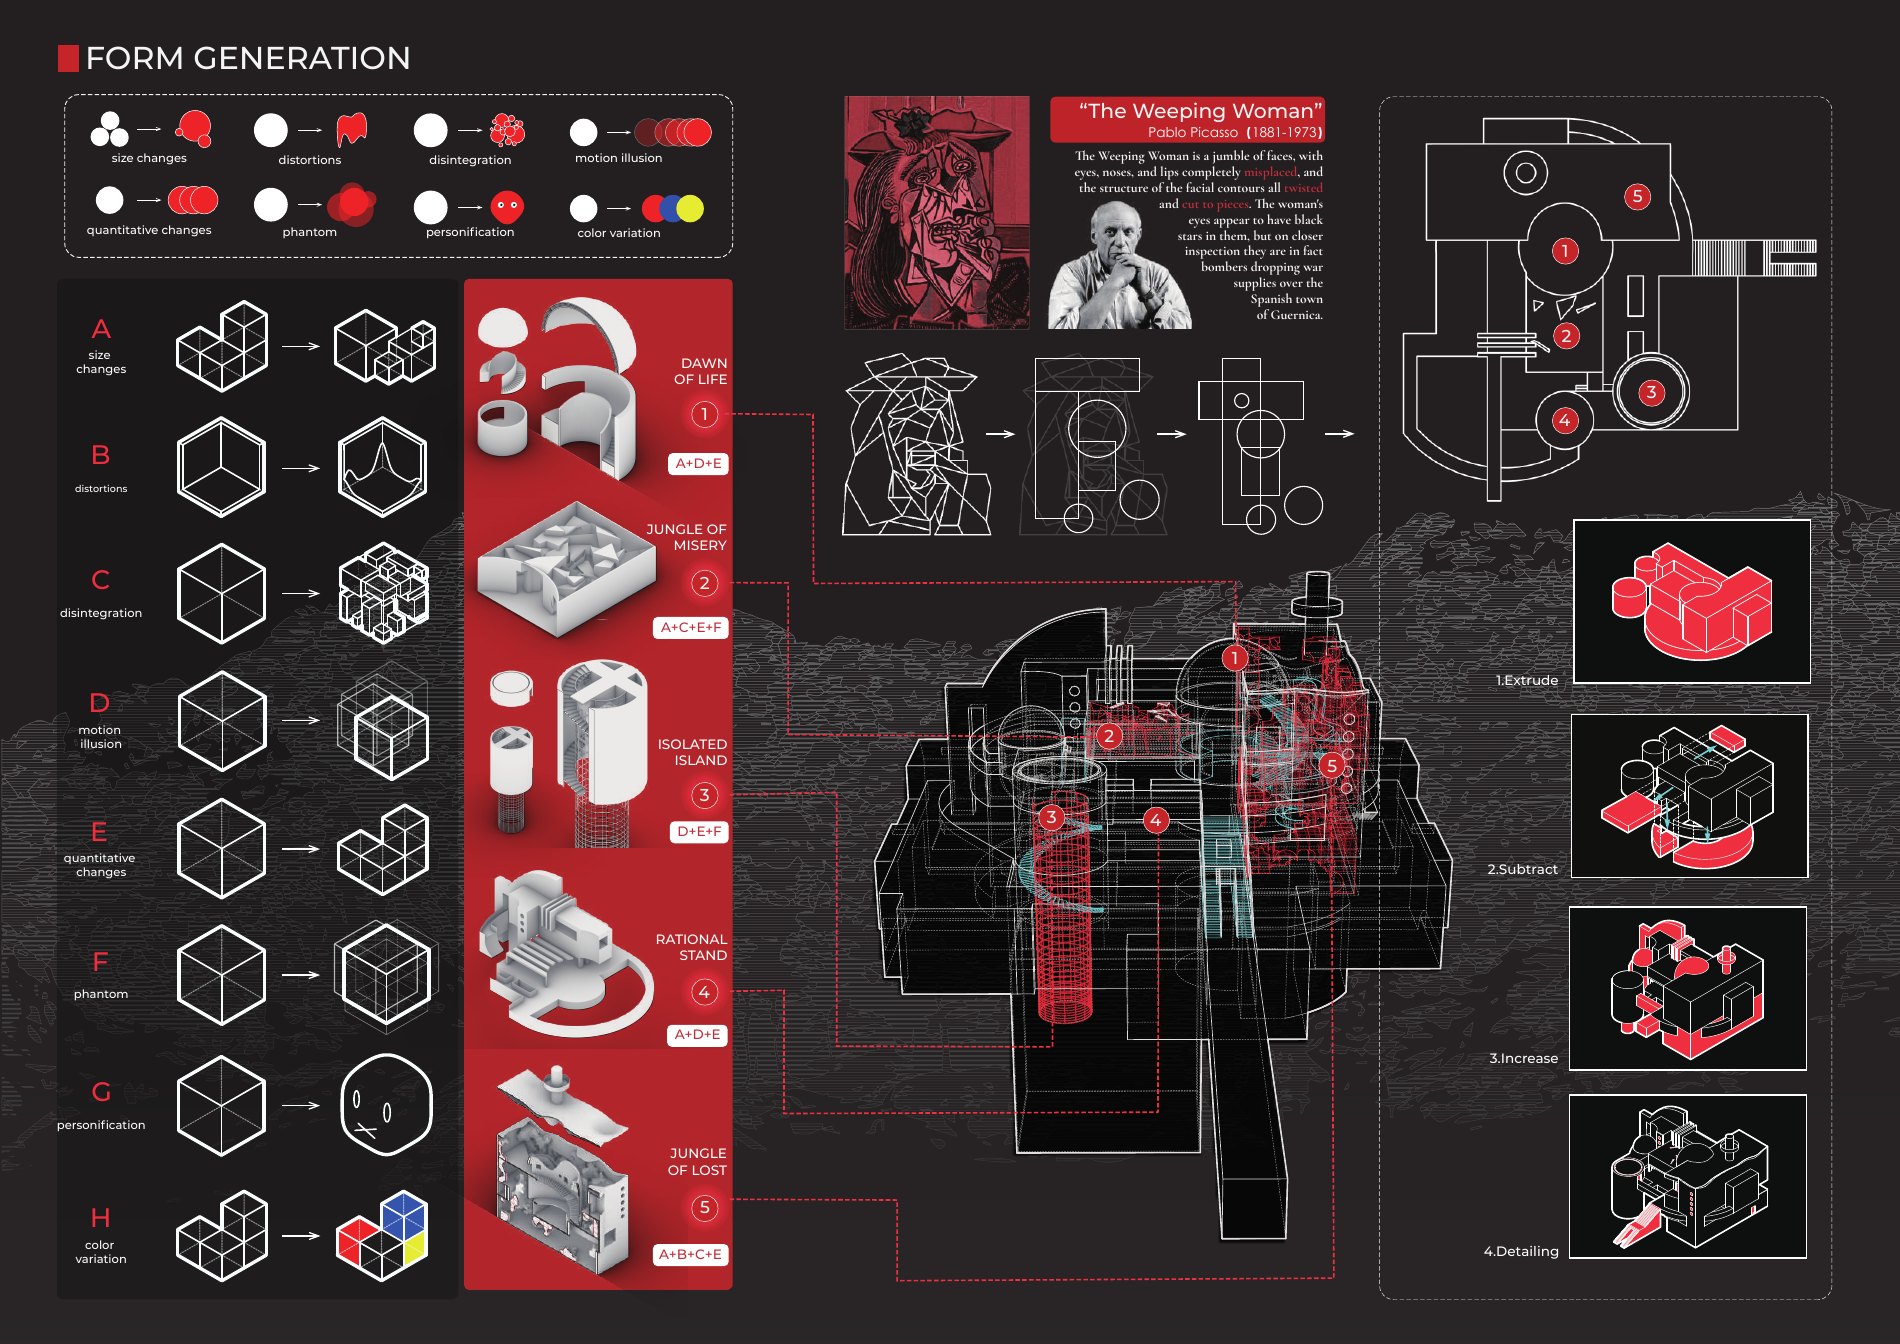 FORM GENERATION
size changes
distortions
disintegration
motion illusion
quantitative changes
phantom
personification
color variation
A
size
changes
B
distortions
C
disintegration
D
motion
illusion
E
quantitative
changes
F
phantom
G
personification
H
color
variation
DAWN
OF LIFE
1
A+D+E
JUNGLE OF
MISERY
2
A+C+E+F
ISOLATED
ISLAND
3
D+E+F
RATIONAL
STAND
4
A+D+E
JUNGLE
OF LOST
5
A+B+C+E
“The Weeping Woman”
Pablo Picasso (1881-1973)
The Weeping Woman is a jumble of faces, with
eyes, noses, and lips completely misplaced, and
the structure of the facial contours all twisted
and cut to pieces. The woman's
eyes appear to have black
stars in them, but on closer
inspection they are in fact
bombers dropping war
supplies over the
Spanish town
of Guernica.
1
2
3
4
5
5
1
2
3
4
1.Extrude
2.Subtract
3.Increase
4.Detailing